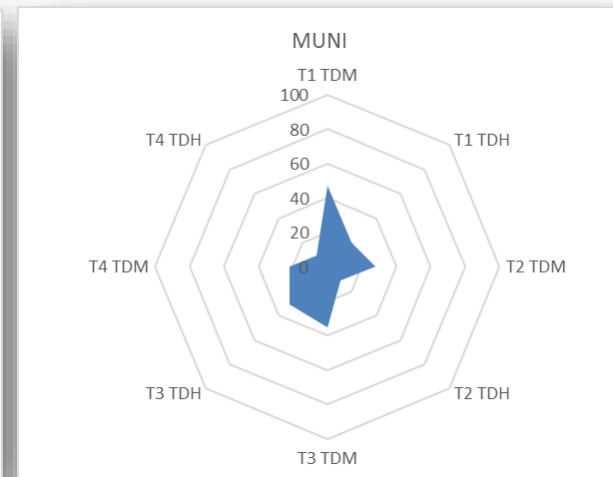 MUNI
T1 TDM
100
T4 TDH
80
T1 TDH
60
40
20
T4 TDM
0
T2 TDM
T3 TDH
T2 TDH
T3 TDM